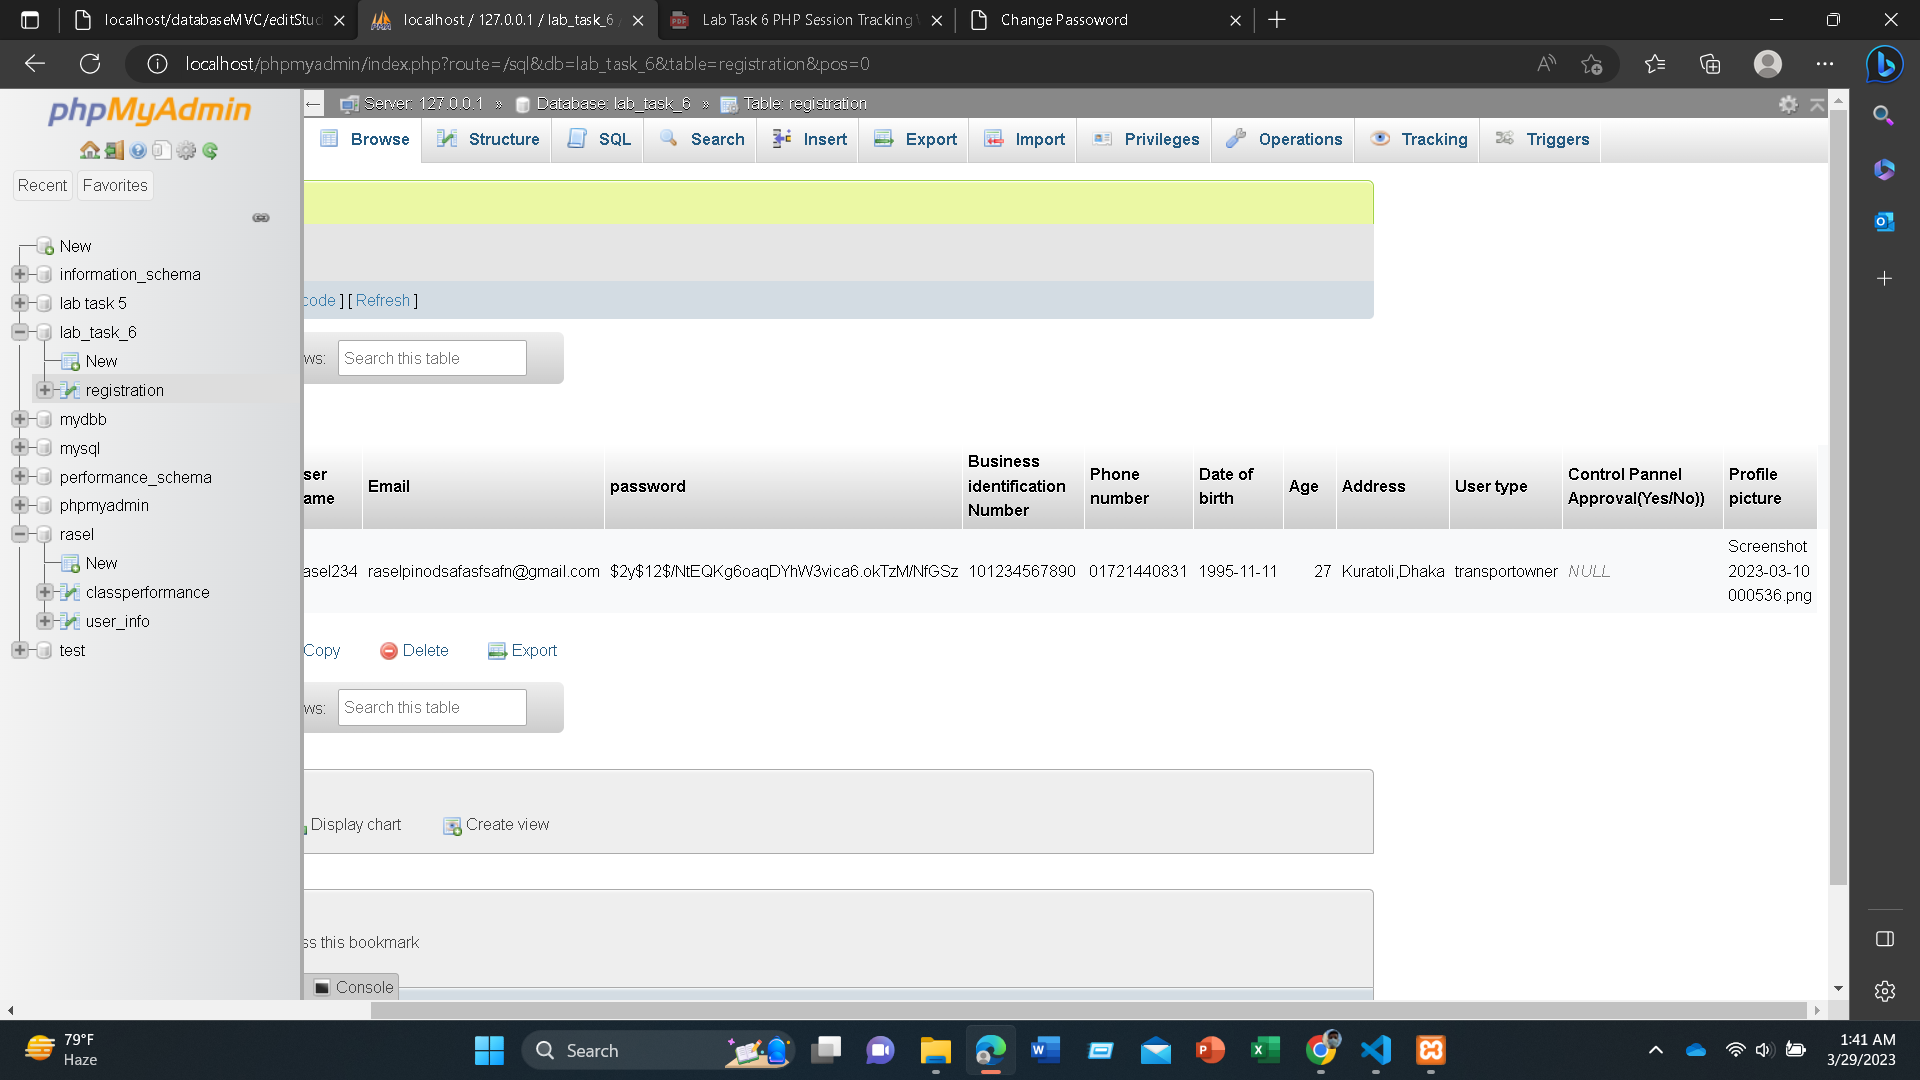 localhost/databaseMVC/editStud
localhost / 127.0.0.1 / lab_task_6 /
Lab Task 6 PHP Session Tracking V
Change Passoword
localhost/phpmyadmin/index.php?route=/sql&db=lab_task_6&table=registration&pos=0
phpMyAdmin
Recent Favorites
New
information_schema
lab task 5
lab_task_6
New
registration
mydbb
mysql
performance_schema
phpmyadmin
rasel
New
classperformance
user_info
test
Server: 127.0.0.1 » Database: lab_task_6 » Table: registration
Browse Structure SQL Search Insert Export Import Privileges Operations Tracking Triggers
code ] [ Refresh ]
ws: Search this table
ser
ame
Email
password
Business
identification
Number
Phone
number
Date of
birth
Age
Address
User type
Control Pannel
Approval(Yes/No))
Profile
picture
asel234 raselpinodsafasfsafn@gmail.com $2y$12$/NtEQKg6oaqDYhW3vica6.okTzM/NfGSz 101234567890 01721440831 1995-11-11 27 Kuratoli,Dhaka transportowner NULL
Screenshot
2023-03-10
000536.png
Copy Delete Export
ws: Search this table
Display chart Create view
ss this bookmark
Console
79°F
Haze
Search
1:41 AM
3/29/2023